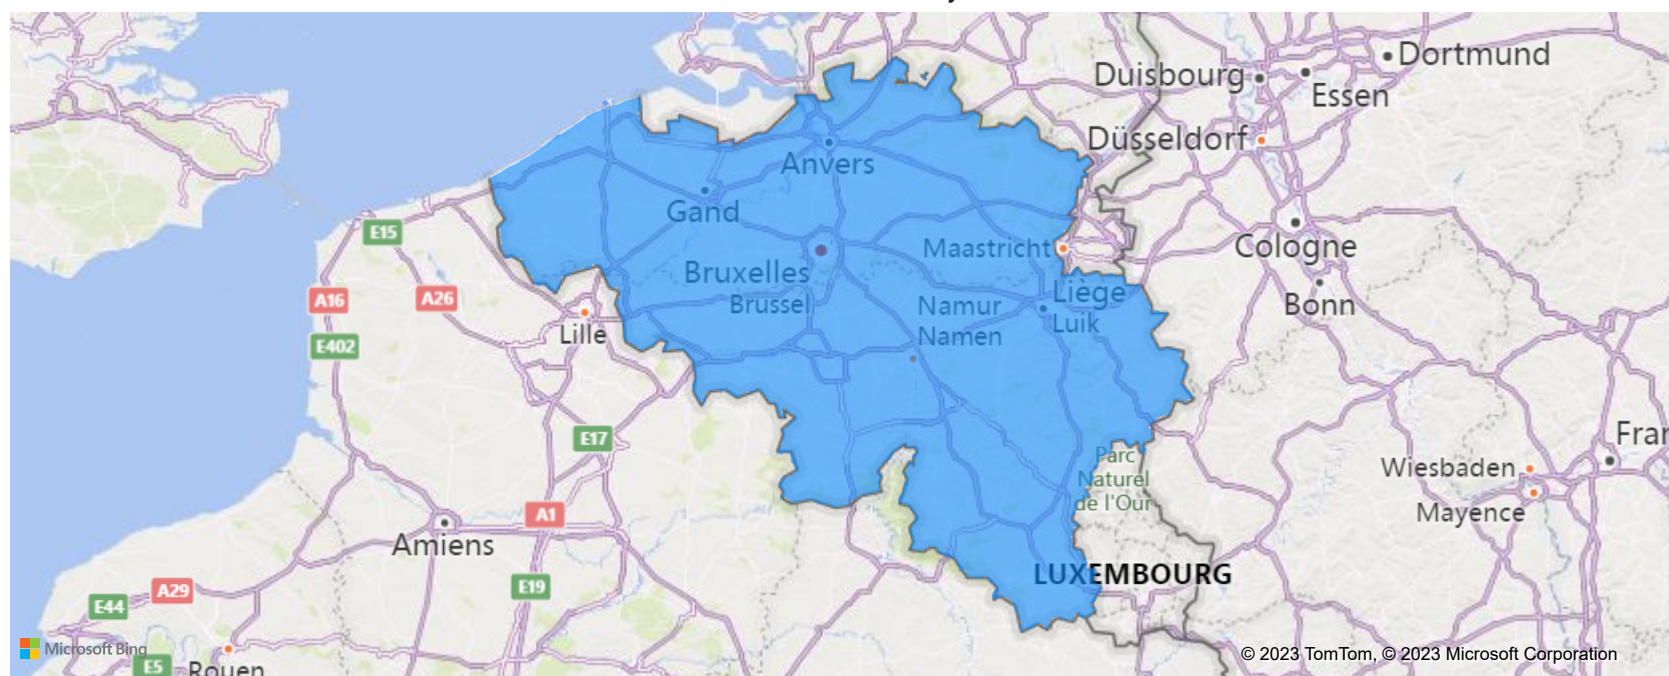 Dortmund
Duisbourg
Essen
Düsseldorf
Anvers
Gand
E15
Maastricht
Cologne
Bruxelles
Brussel
Liège
Luik
A16
A26
Namur
Namen
Bonn
Lille
E402
E17
Parc
Naturel
de l'Our
Wiesbaden
Mayence
A1
Amiens
LUXEMBOURG
E19
A29
E44
Microsoft Bing
E5
Rouen
© 2023 TomTom, © 2023 Microsoft Corporation